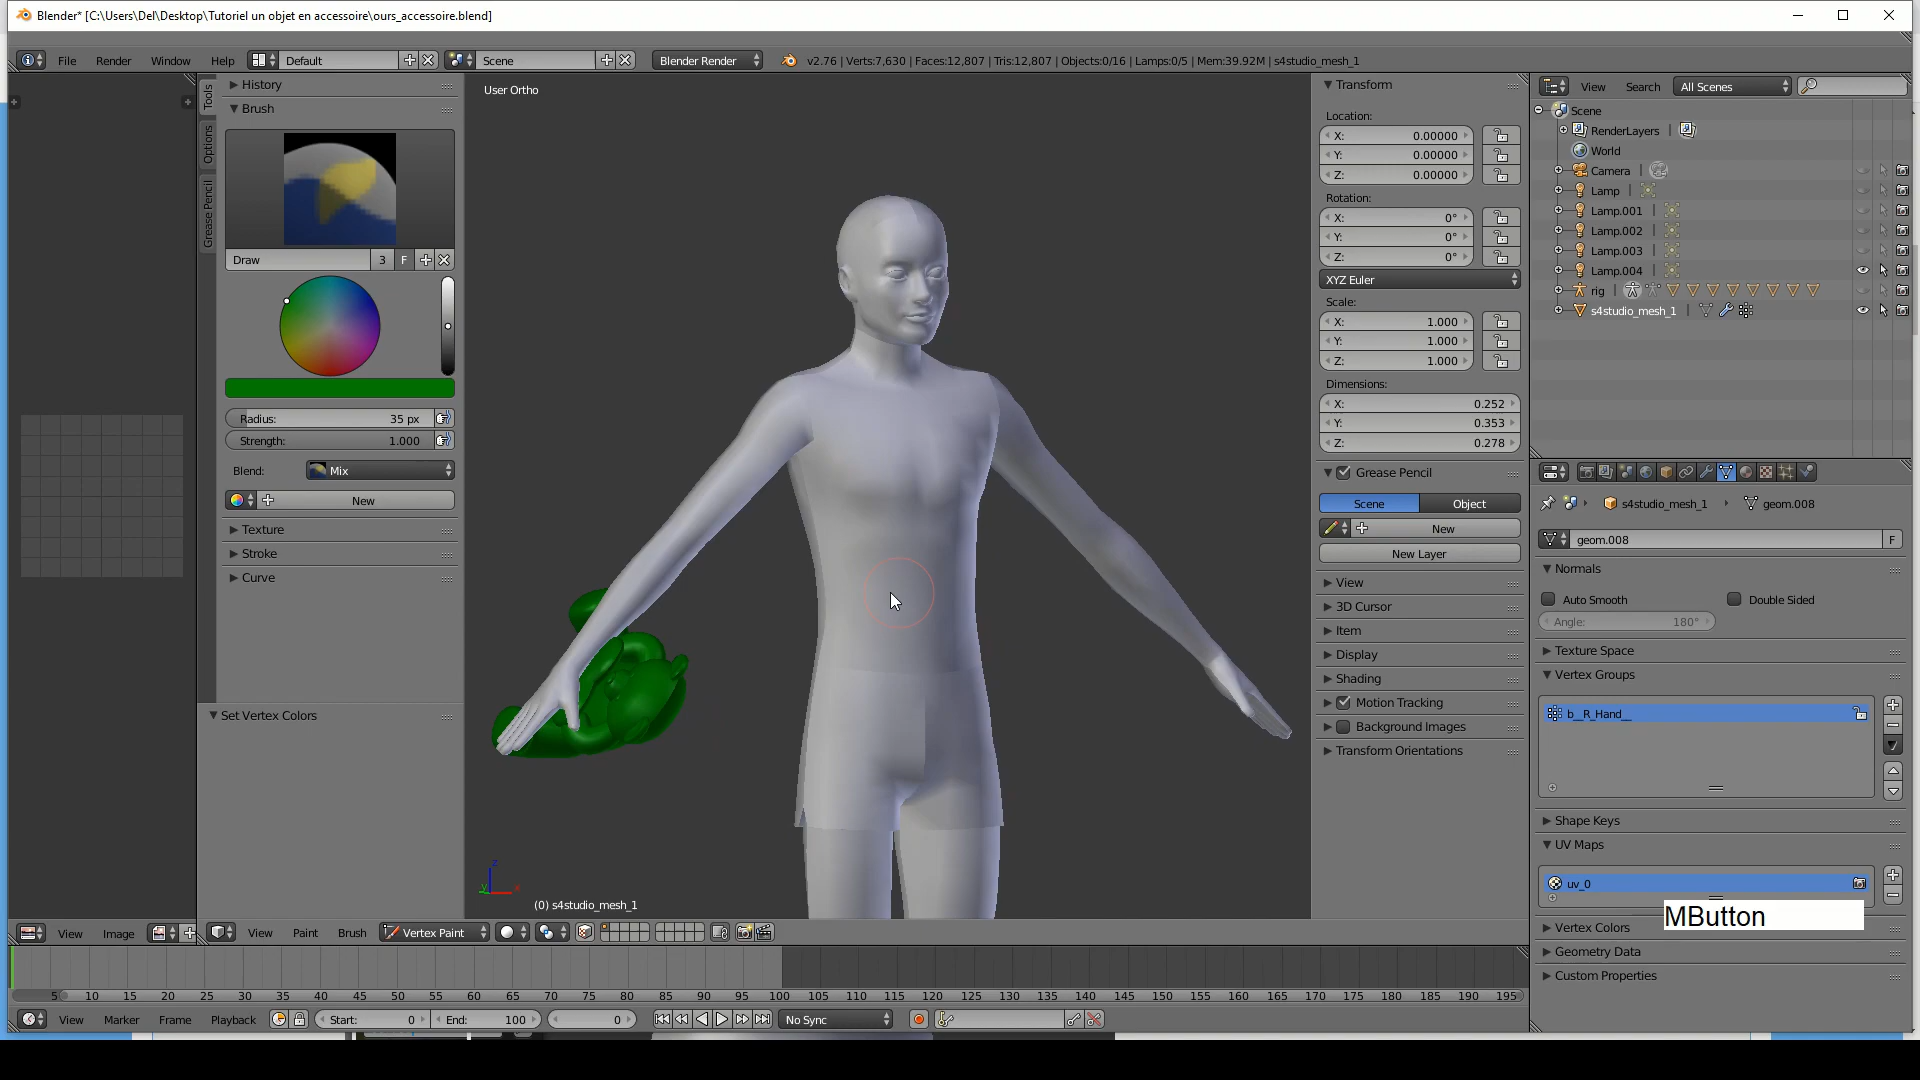 Blender* [C:\Users\Del\Desktop\Tutoriel un objet en accessoire\ours_accessoire.blend]
File Render Window Help Default Scene Blender Render v2.76 | Verts:7,630 | Faces:12,807 | Tris:12,807 | Objects:0/16 | Lamps:0/5 | Mem:39.92M | s4studio_mesh_1
Tools
Options
Grease Pencil
History
Brush
Draw 3 F
Radius: 35 px
Strength: 1.000
Blend: Mix
New
Texture
Stroke
Curve
Set Vertex Colors
User Ortho
z
y
x
(0) s4studio_mesh_1
Transform
Location:
X: 0.00000
Y: 0.00000
Z: 0.00000
Rotation:
X: 0°
Y: 0°
Z: 0°
XYZ Euler
Scale:
X: 1.000
Y: 1.000
Z: 1.000
Dimensions:
X: 0.252
Y: 0.353
Z: 0.278
Grease Pencil
Scene Object
New
New Layer
View
3D Cursor
Item
Display
Shading
Motion Tracking
Background Images
Transform Orientations
View Search All Scenes
Scene
RenderLayers
World
Camera
Lamp
Lamp.001
Lamp.002
Lamp.003
Lamp.004
rig
s4studio_mesh_1
s4studio_mesh_1 geom.008
geom.008 F
Normals
Auto Smooth Double Sided
Angle: 180°
Texture Space
Vertex Groups
b__R_Hand__
Shape Keys
UV Maps
uv_0
MButton
Vertex Colors
Geometry Data
Custom Properties
View Image View Paint Brush Vertex Paint
5 10 15 20 25 30 35 40 45 50 55 60 65 70 75 80 85 90 95 100 105 110 115 120 125 130 135 140 145 150 155 160 165 170 175 180 185 190 195
View Marker Frame Playback Start: 0 End: 100 0 No Sync